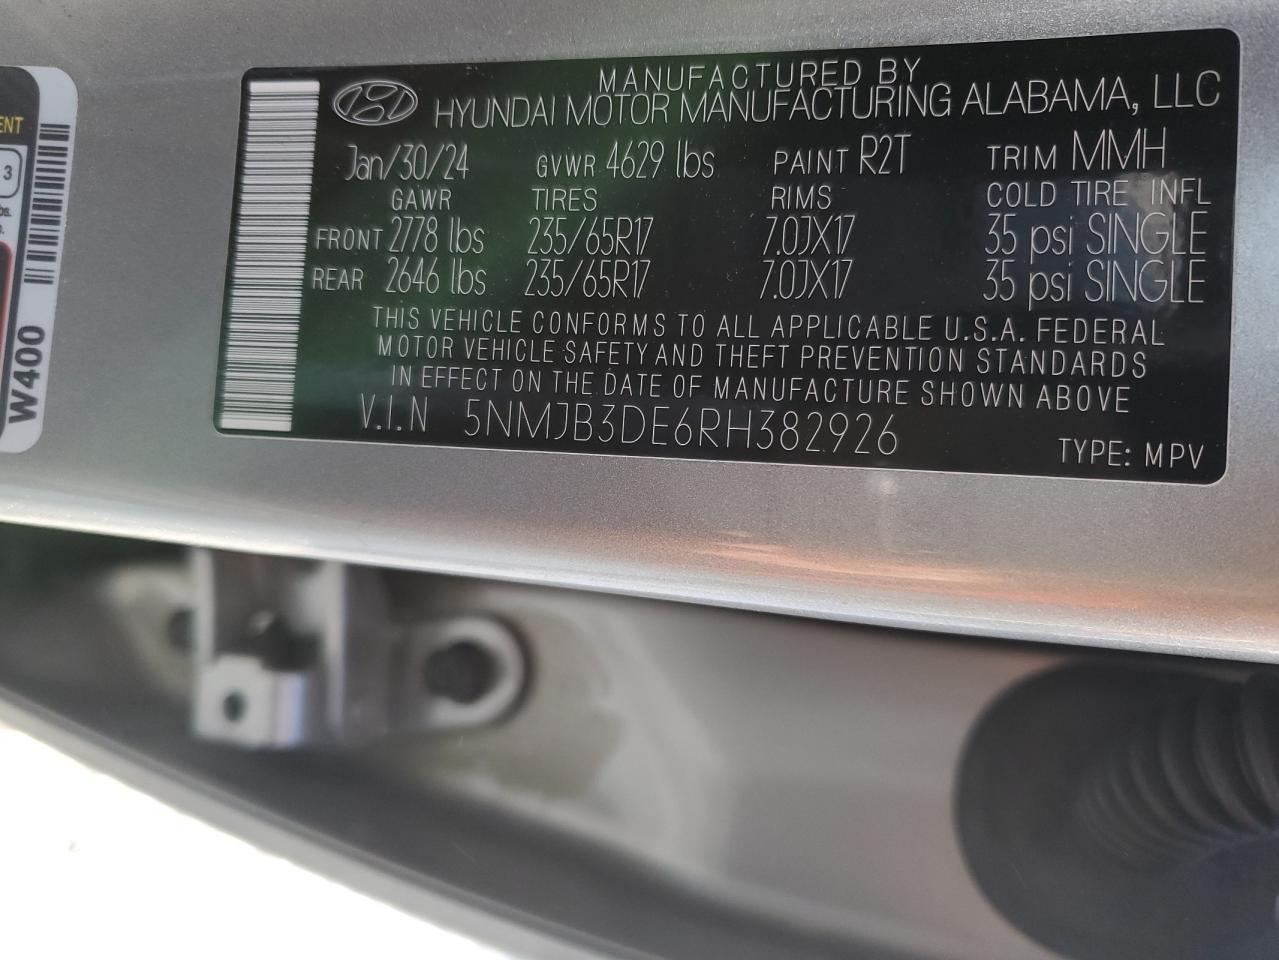 MANUFACTURED BY
HYUNDAI MOTOR MANUFACTURING ALABAMA, LLC
Jan/30/24 GVWR 4629 lbs PAINT R2T TRIM MMH
GAWR TIRES RIMS COLD TIRE INFL
FRONT 2778 lbs 235/65R17 7.0JX17 35 psi SINGLE
REAR 2646 lbs 235/65R17 7.0JX17 35 psi SINGLE
THIS VEHICLE CONFORMS TO ALL APPLICABLE U.S.A. FEDERAL
MOTOR VEHICLE SAFETY AND THEFT PREVENTION STANDARDS
IN EFFECT ON THE DATE OF MANUFACTURE SHOWN ABOVE
V.I.N 5NMJB3DE6RH382926
TYPE: MPV
ENT
3
W400